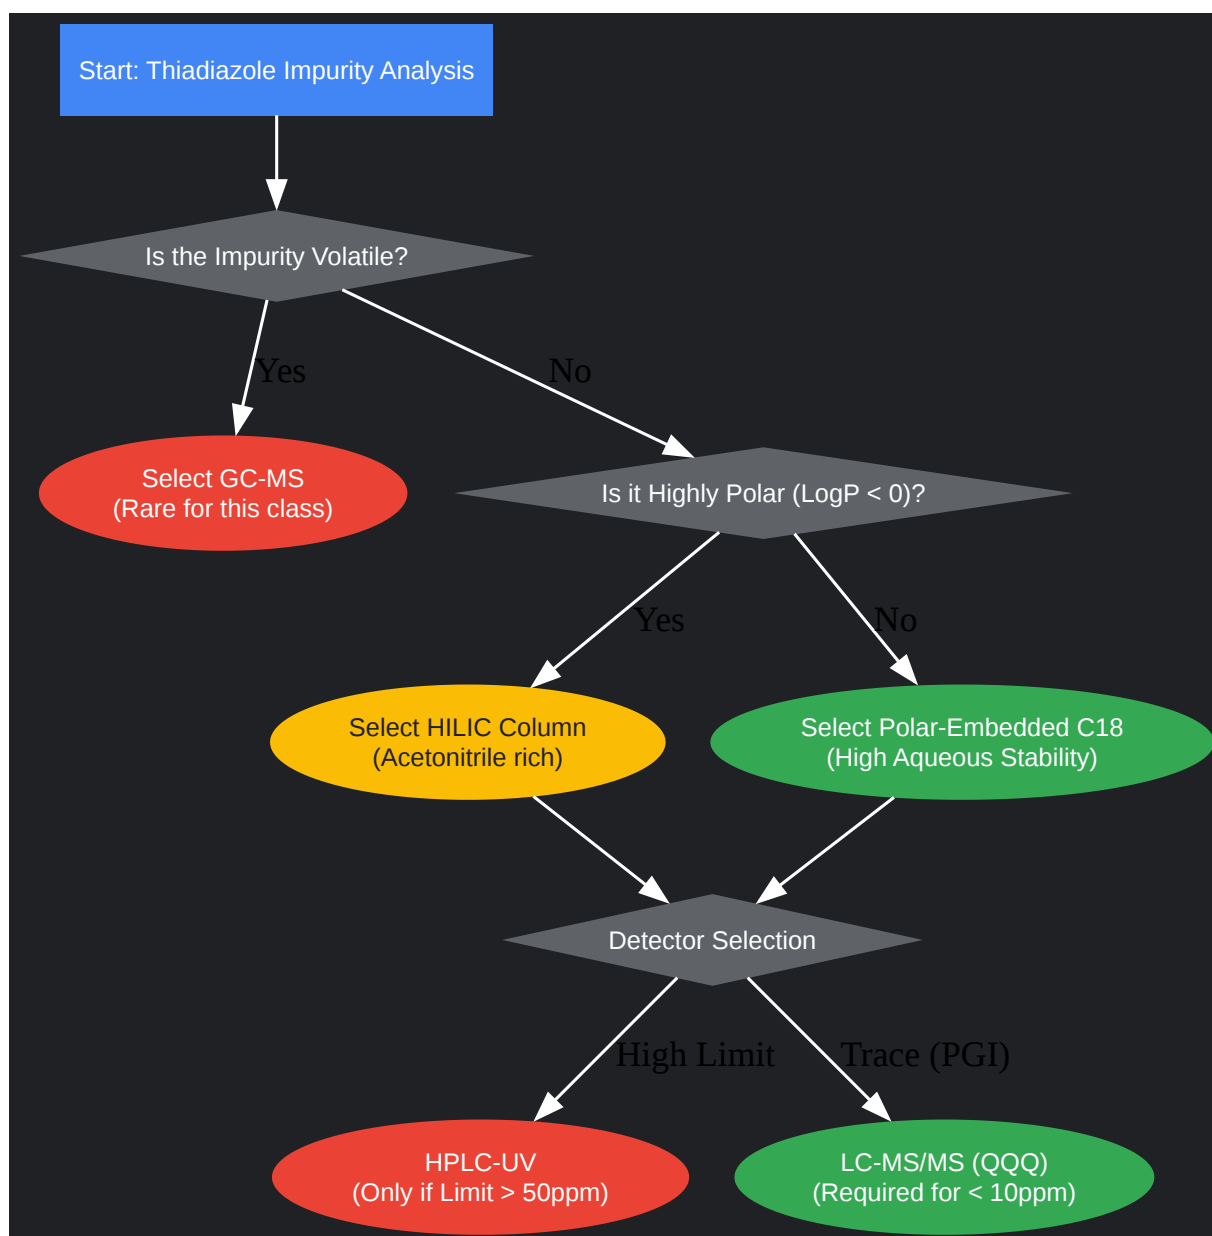 Start: Thiadiazole Impurity Analysis
Is the Impurity Volatile?
Yes
No
Select GC-MS
(Rare for this class)
Is it Highly Polar (LogP < 0)?
Yes
No
Select HILIC Column
(Acetonitrile rich)
Select Polar-Embedded C18
(High Aqueous Stability)
Detector Selection
High Limit
Trace (PGI)
HPLC-UV
(Only if Limit > 50ppm)
LC-MS/MS (QQQ)
(Required for < 10ppm)